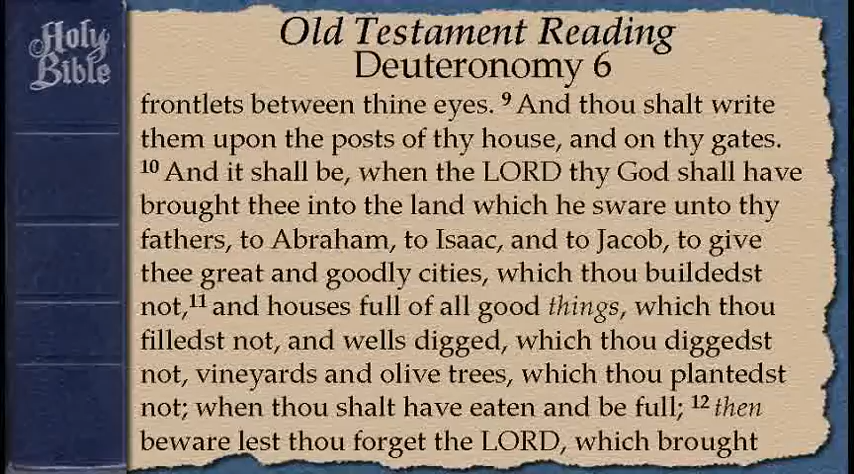 Holy
Bible
Old Testament Reading
Deuteronomy 6
frontlets between thine eyes. ⁹ And thou shalt write
them upon the posts of thy house, and on thy gates.
¹⁰ And it shall be, when the LORD thy God shall have
brought thee into the land which he sware unto thy
fathers, to Abraham, to Isaac, and to Jacob, to give
thee great and goodly cities, which thou buildedst
not,¹¹ and houses full of all good things, which thou
filledst not, and wells digged, which thou diggedst
not, vineyards and olive trees, which thou plantedst
not; when thou shalt have eaten and be full; ¹² then
beware lest thou forget the LORD, which brought